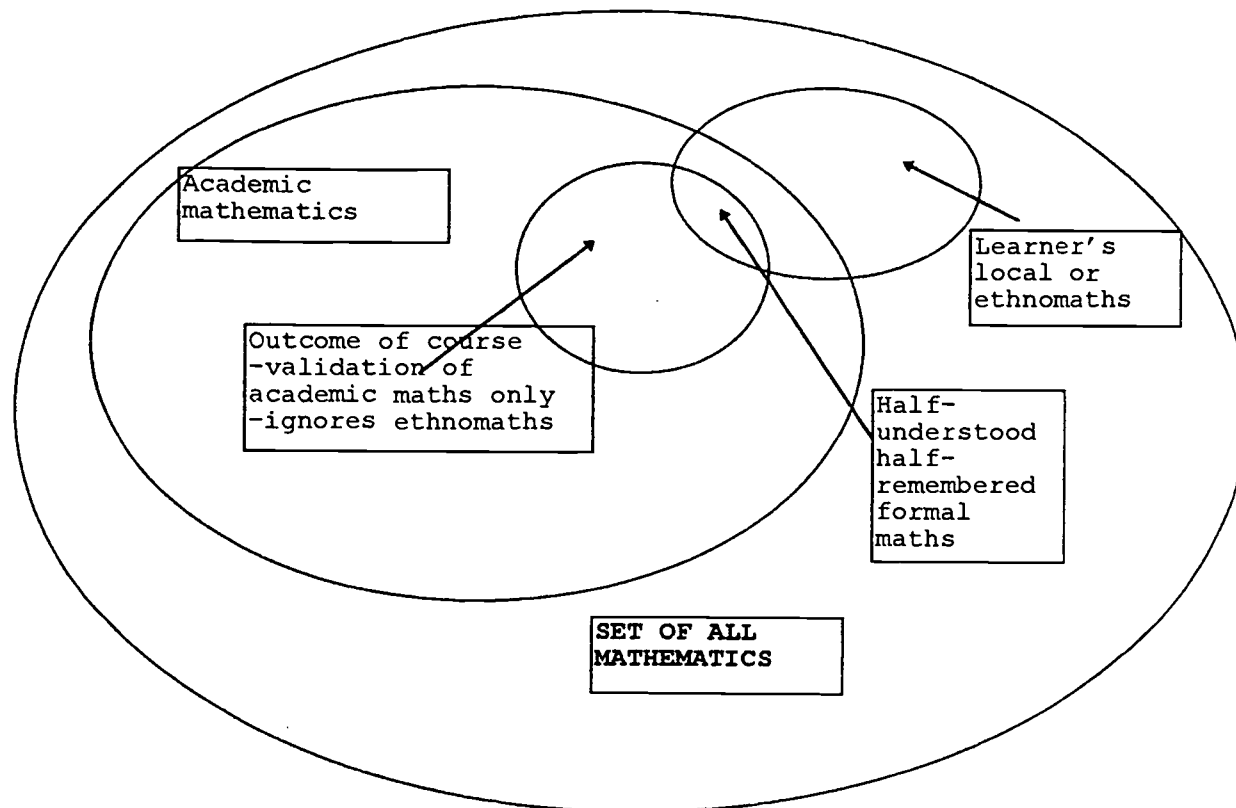 Academic
mathematics
Learner's
local or
ethnomaths
Outcome of course
-validation of
academic maths only
-ignores ethnomaths
Half-
understood
half-
remembered
formal
maths
SET OF ALL
MATHEMATICS